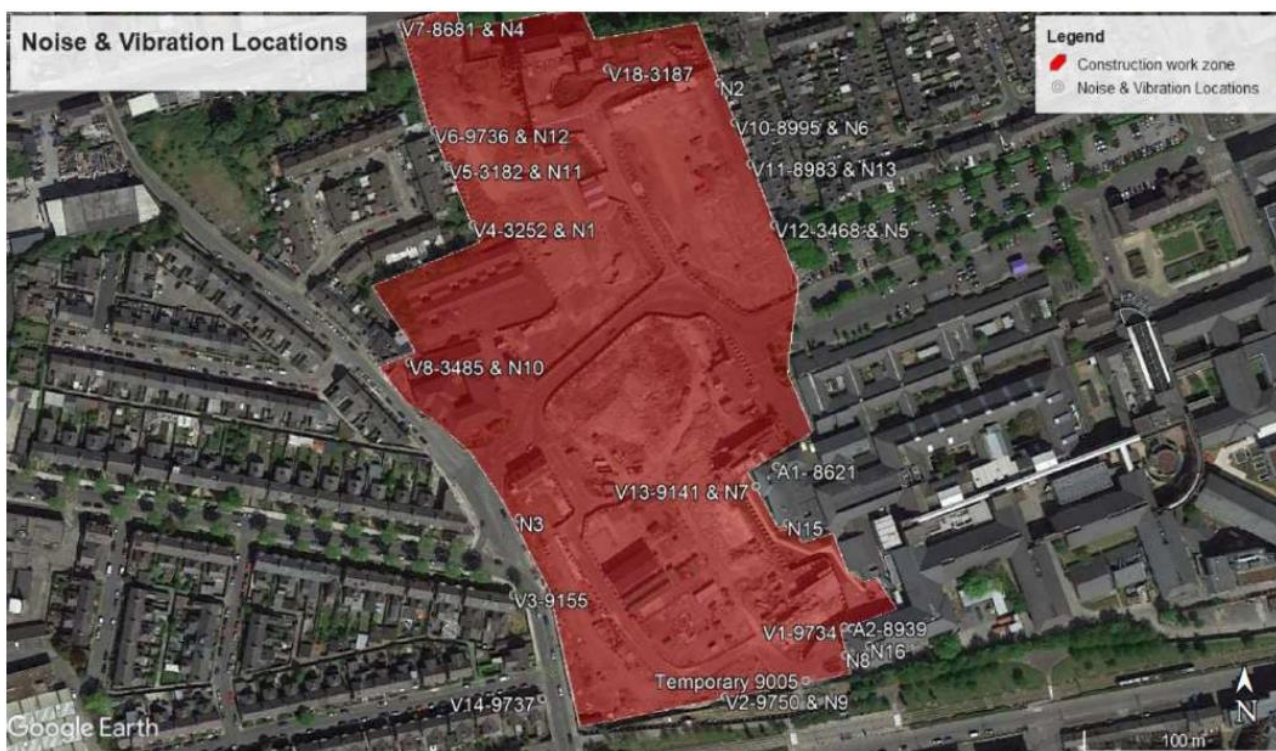 Noise & Vibration Locations
Legend
Construction work zone
Noise & Vibration Locations
V7-8681 & N4
V18-3187
N2
V6-9736 & N12
V10-8995 & N6
V5-3182 & N11
V11-8983 & N13
V4-3252 & N1
V12-3468 & N5
V8-3485 & N10
A1- 8621
V13-9141 & N7
N3
N15
V3-9155
V1-9734
A2-8939
N16
N8
Temporary 9005
V14-9737
V2-9750 & N9
Google Earth
N
100 m